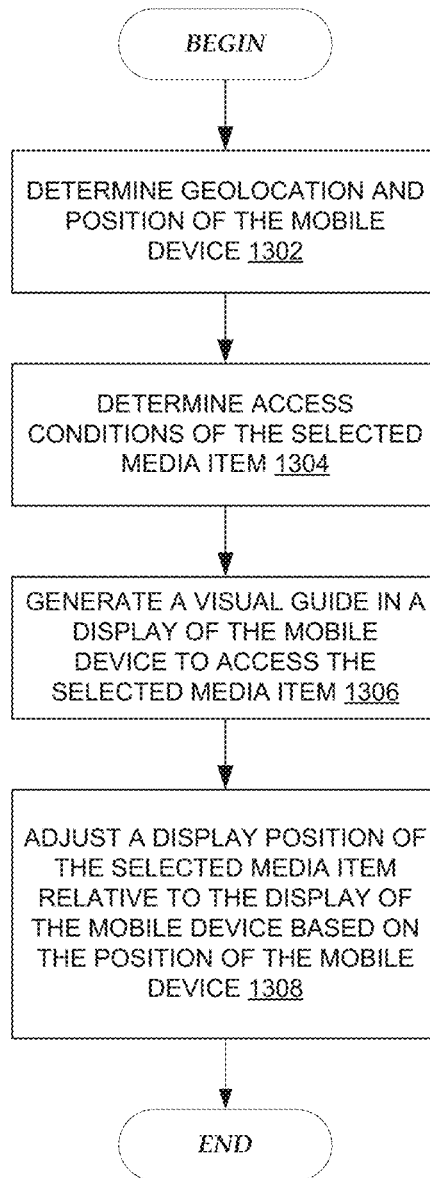 BEGIN
DETERMINE GEOLOCATION AND
POSITION OF THE MOBILE
DEVICE 1302
DETERMINE ACCESS
CONDITIONS OF THE SELECTED
MEDIA ITEM 1304
GENERATE A VISUAL GUIDE IN A
DISPLAY OF THE MOBILE
DEVICE TO ACCESS THE
SELECTED MEDIA ITEM 1306
ADJUST A DISPLAY POSITION OF
THE SELECTED MEDIA ITEM
RELATIVE TO THE DISPLAY OF
THE MOBILE DEVICE BASED ON
THE POSITION OF THE MOBILE
DEVICE 1308
END